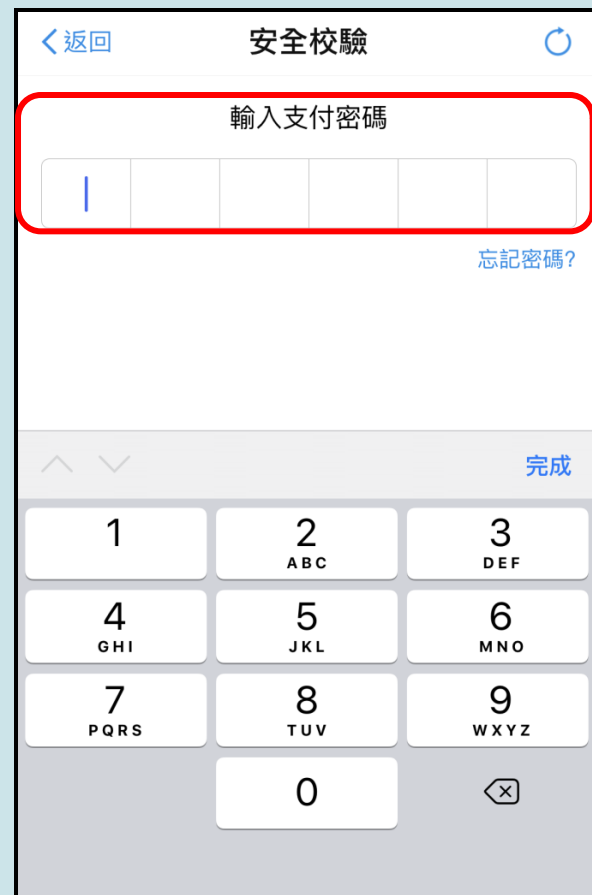 返回 安全校驗
輸入支付密碼
忘記密碼?
完成
1 2 3
ABC DEF
4 5 6
GHI JKL MNO
7 8 9
PQRS TUV WXYZ
0